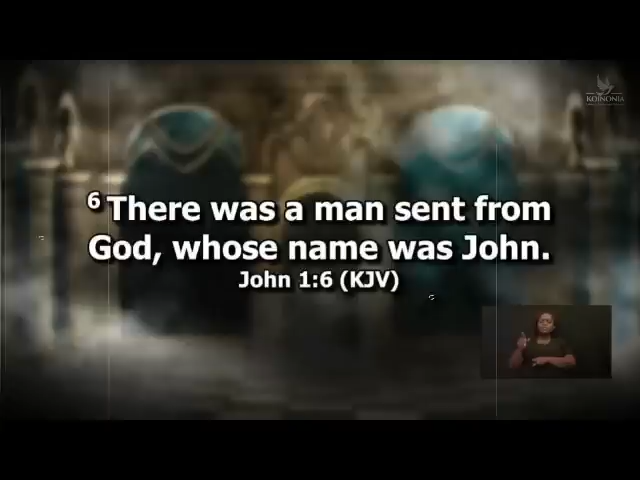 KOINONIA
6 There was a man sent from
God, whose name was John.
John 1:6 (KJV)